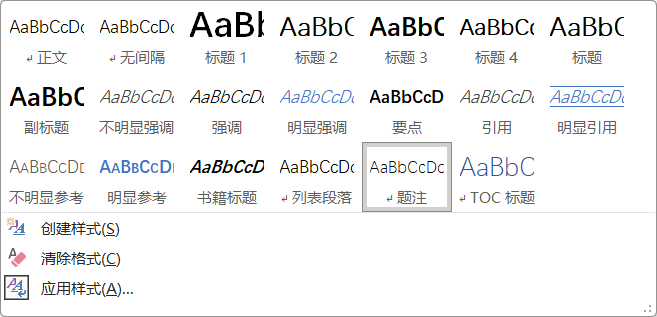 AaBbCcDc AaBbCcDc AaBb AaBbC AaBbC AaBbCc AaBbC
↲ 正文 ↲ 无间隔 标题 1 标题 2 标题 3 标题 4 标题
AaBbC AaBbCcDc AaBbCcDc AaBbCcDc AaBbCcD AaBbCcDc AaBbCcDc
副标题 不明显强调 强调 明显强调 要点 引用 明显引用
AaBbCcDd AaBbCcDd AaBbCcD AaBbCcDc AaBbCcDc AaBbC
不明显参考 明显参考 书籍标题 ↲ 列表段落 ↲ 题注 ↲ TOC 标题
创建样式(S)
清除格式(C)
应用样式(A)...